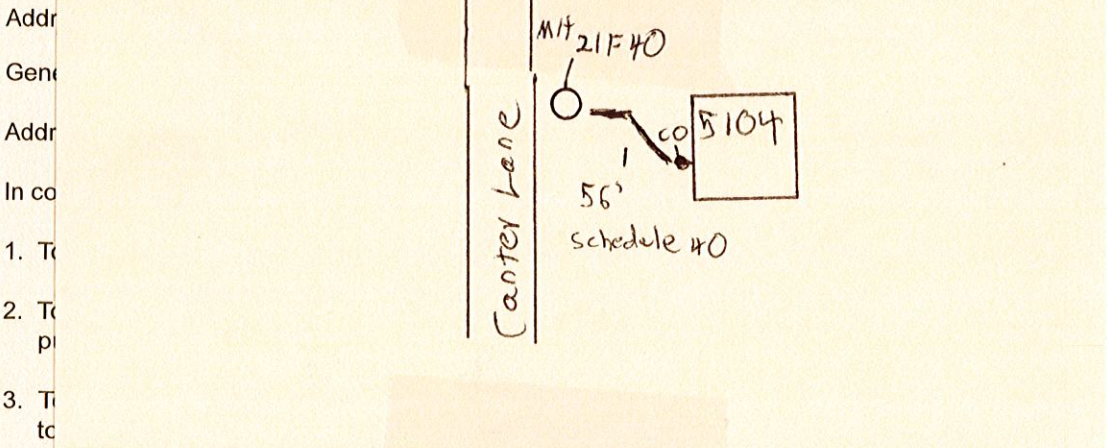 Addr
Gene
Addr
In co
1. To
2. To
pu
3. To
to
MH 21F40
CO
5104
56'
Schedule 40
Canter Lane